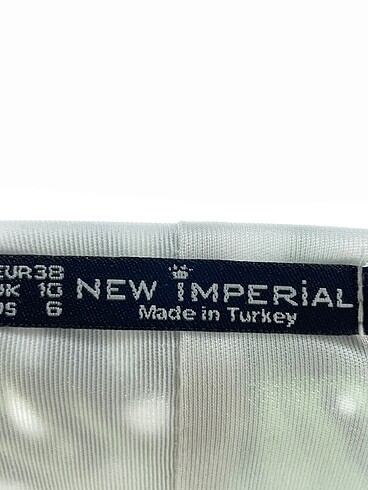 EUR38
UK 10
US 6
NEW IMPERIAL
Made in Turkey